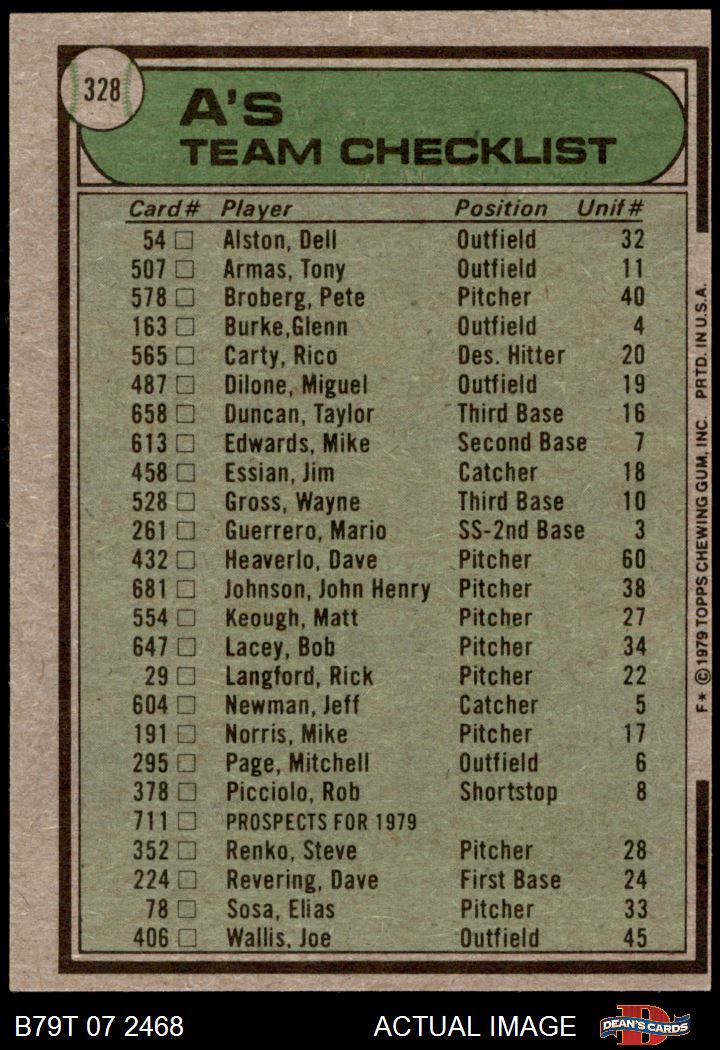 328
A'S
TEAM CHECKLIST
Card # Player Position Unif #
54 Alston, Dell Outfield 32
507 Armas, Tony Outfield 11
578 Broberg, Pete Pitcher 40
163 Burke,Glenn Outfield 4
565 Carty, Rico Des. Hitter 20
487 Dilone, Miguel Outfield 19
658 Duncan, Taylor Third Base 16
613 Edwards, Mike Second Base 7
458 Essian, Jim Catcher 18
528 Gross, Wayne Third Base 10
261 Guerrero, Mario SS-2nd Base 3
432 Heaverlo, Dave Pitcher 60
681 Johnson, John Henry Pitcher 38
554 Keough, Matt Pitcher 27
647 Lacey, Bob Pitcher 34
29 Langford, Rick Pitcher 22
604 Newman, Jeff Catcher 5
191 Norris, Mike Pitcher 17
295 Page, Mitchell Outfield 6
378 Picciolo, Rob Shortstop 8
711 PROSPECTS FOR 1979
352 Renko, Steve Pitcher 28
224 Revering, Dave First Base 24
78 Sosa, Elias Pitcher 33
406 Wallis, Joe Outfield 45
F* © 1979 TOPPS CHEWING GUM, INC. PRTD. IN U.S.A.
B79T 07 2468 ACTUAL IMAGE DEAN'S CARDS